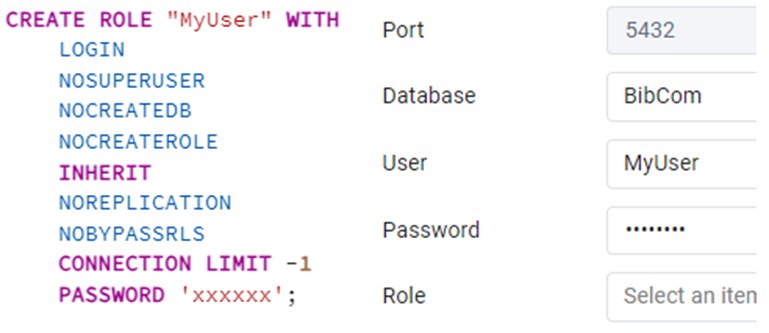 CREATE ROLE "MyUser" WITH
LOGIN
NOSUPERUSER
NOCREATEDB
NOCREATEROLE
INHERIT
NOREPLICATION
NOBYPASSRLS
CONNECTION LIMIT -1
PASSWORD 'xxxxxx';
Port 5432
Database BibCom
User MyUser
Password ••••••••
Role Select an item